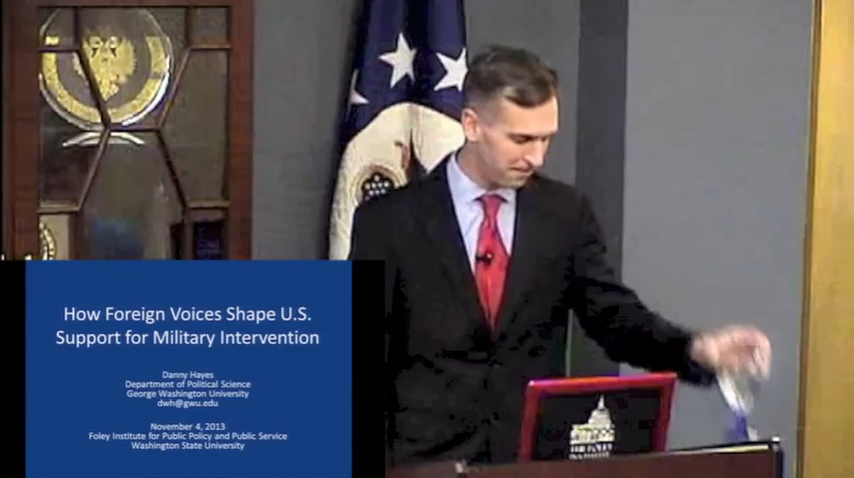 How Foreign Voices Shape U.S.
Support for Military Intervention
Danny Hayes
Department of Political Science
George Washington University
dwh@gwu.edu
November 4, 2013
Foley Institute for Public Policy and Public Service
Washington State University